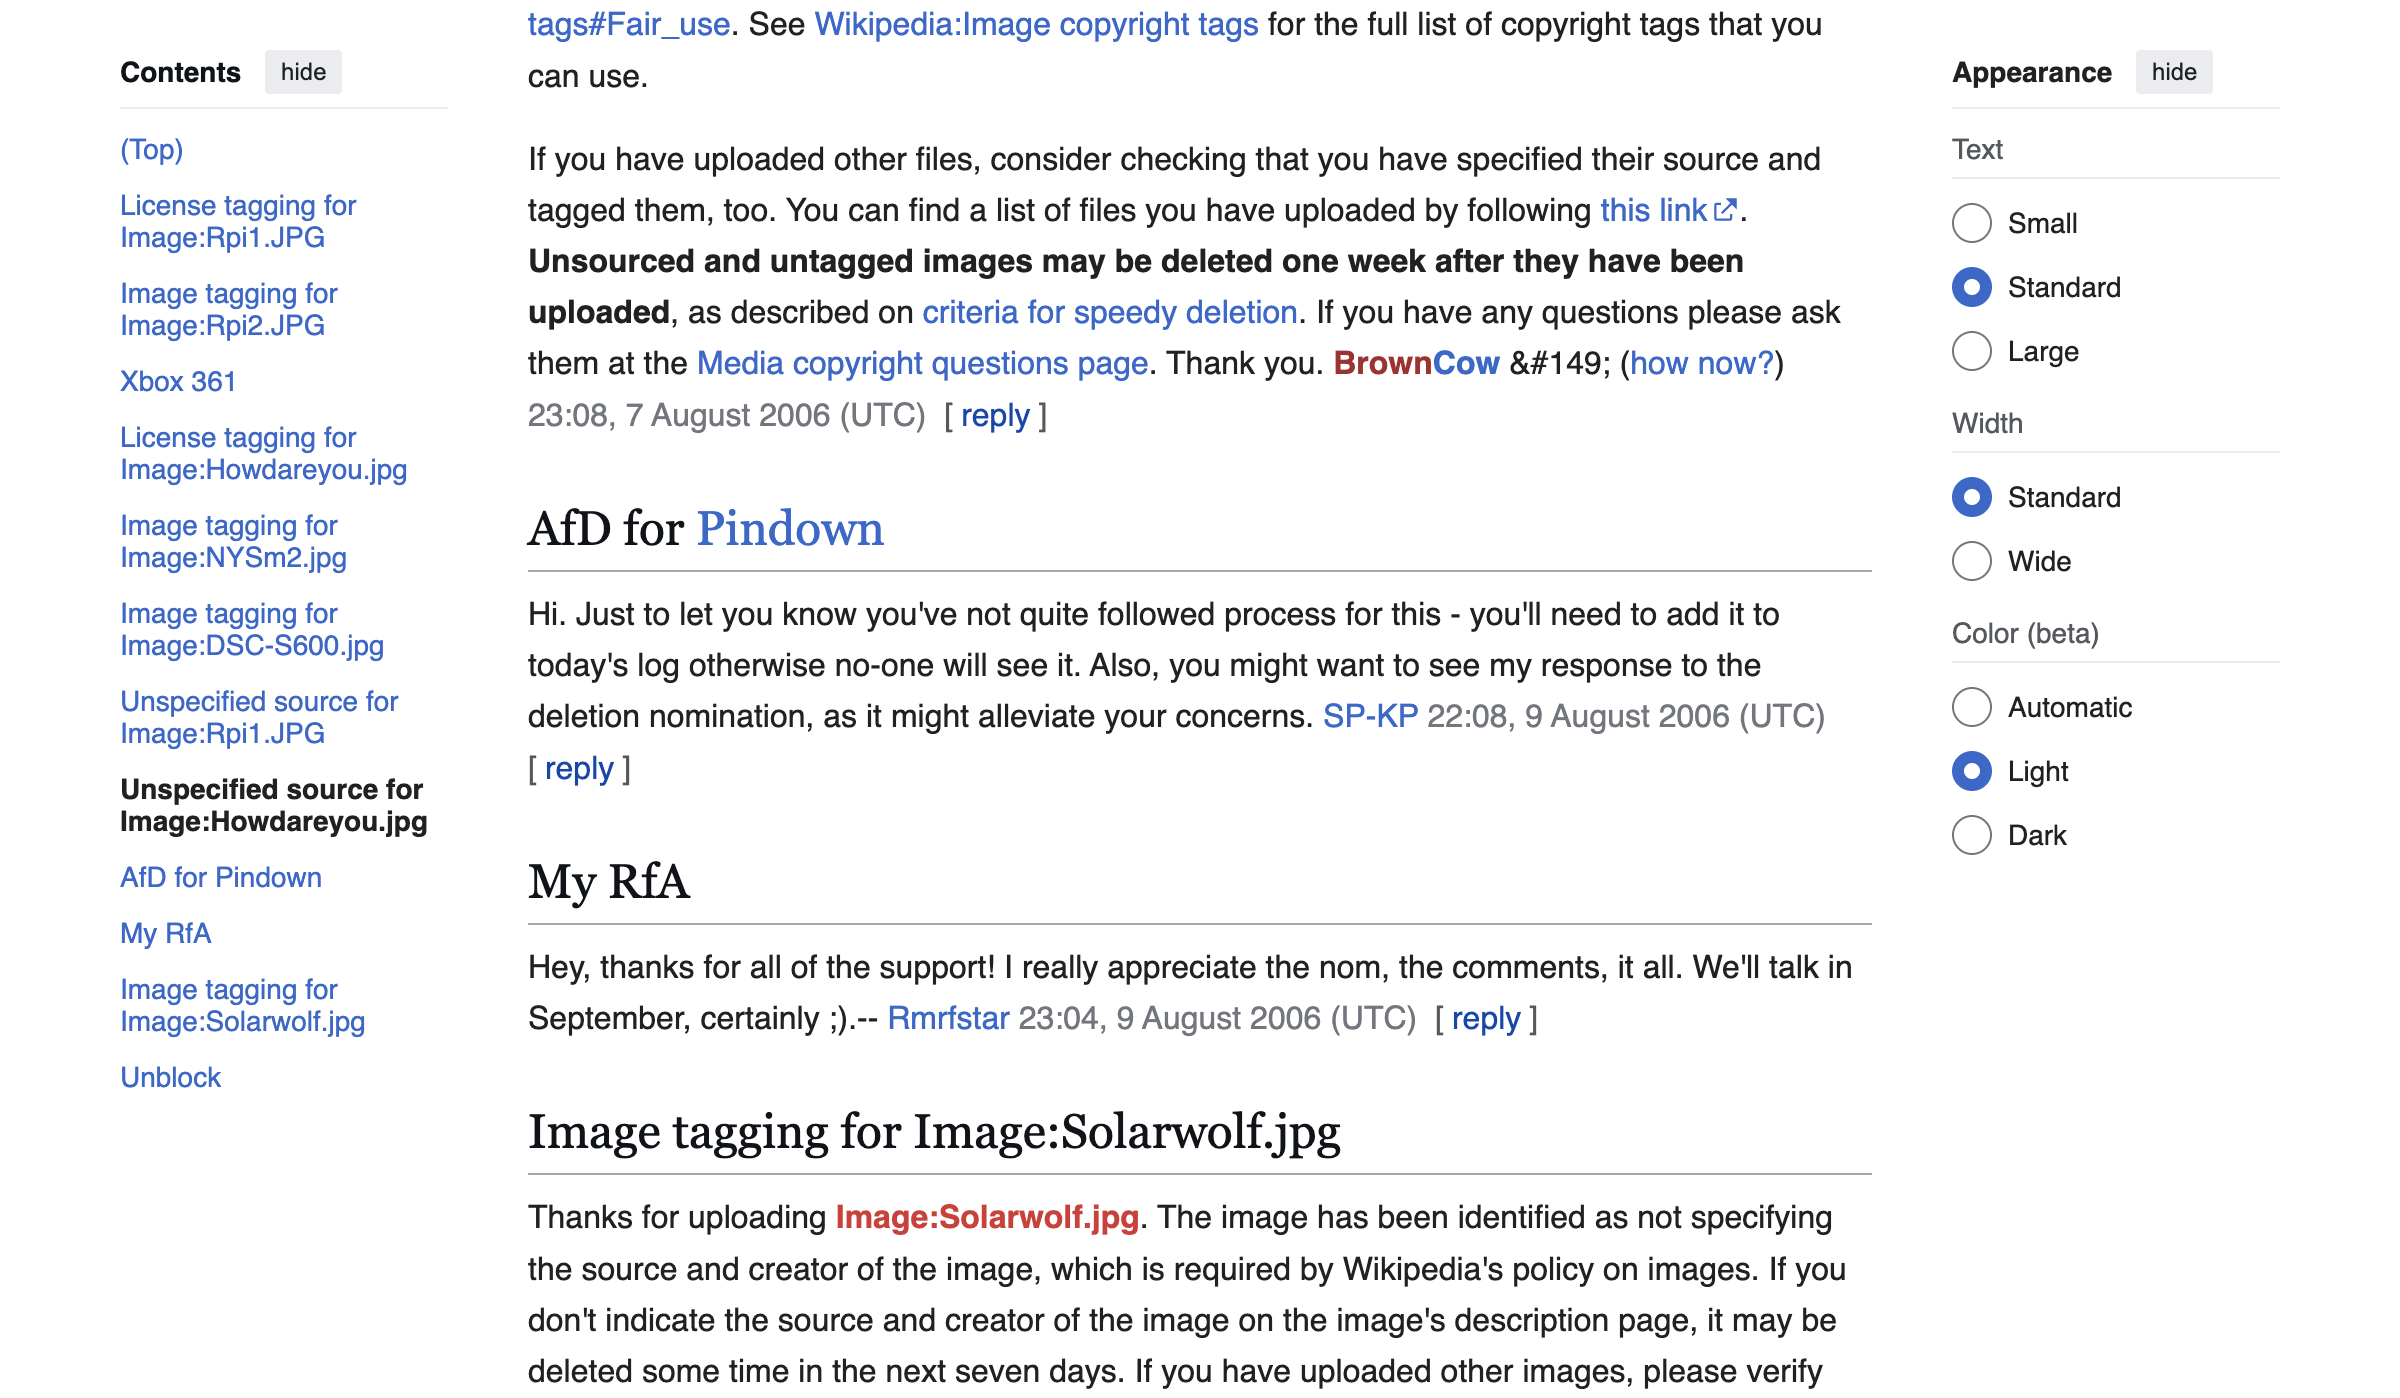 Contents hide
(Top)
License tagging for
Image:Rpi1.JPG
Image tagging for
Image:Rpi2.JPG
Xbox 361
License tagging for
Image:Howdareyou.jpg
Image tagging for
Image:NYSm2.jpg
Image tagging for
Image:DSC-S600.jpg
Unspecified source for
Image:Rpi1.JPG
Unspecified source for
Image:Howdareyou.jpg
AfD for Pindown
My RfA
Image tagging for
Image:Solarwolf.jpg
Unblock
tags#Fair_use. See Wikipedia:Image copyright tags for the full list of copyright tags that you
can use.
If you have uploaded other files, consider checking that you have specified their source and
tagged them, too. You can find a list of files you have uploaded by following this link.
Unsourced and untagged images may be deleted one week after they have been
uploaded, as described on criteria for speedy deletion. If you have any questions please ask
them at the Media copyright questions page. Thank you. BrownCow &#149; (how now?)
23:08, 7 August 2006 (UTC) [ reply ]
AfD for Pindown
Hi. Just to let you know you've not quite followed process for this - you'll need to add it to
today's log otherwise no-one will see it. Also, you might want to see my response to the
deletion nomination, as it might alleviate your concerns. SP-KP 22:08, 9 August 2006 (UTC)
[ reply ]
My RfA
Hey, thanks for all of the support! I really appreciate the nom, the comments, it all. We'll talk in
September, certainly ;).-- Rmrfstar 23:04, 9 August 2006 (UTC) [ reply ]
Image tagging for Image:Solarwolf.jpg
Thanks for uploading Image:Solarwolf.jpg. The image has been identified as not specifying
the source and creator of the image, which is required by Wikipedia's policy on images. If you
don't indicate the source and creator of the image on the image's description page, it may be
deleted some time in the next seven days. If you have uploaded other images, please verify
Appearance hide
Text
Small
Standard
Large
Width
Standard
Wide
Color (beta)
Automatic
Light
Dark